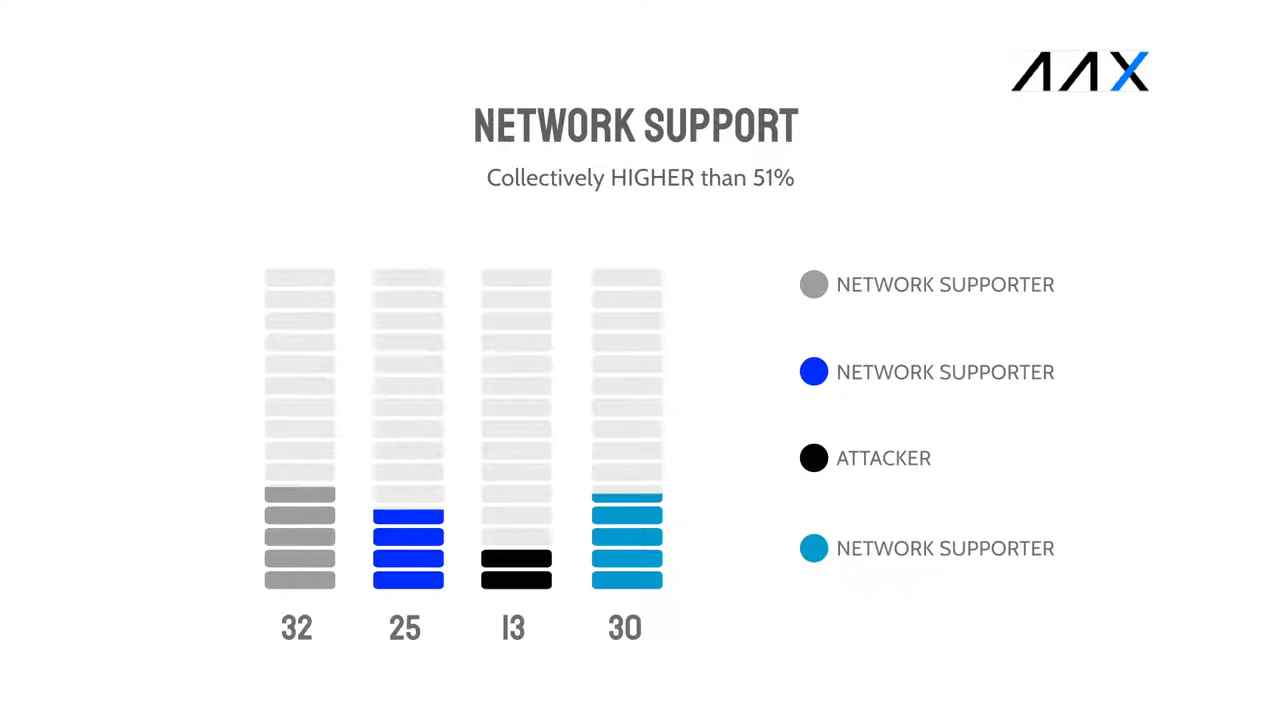 AAX
NETWORK SUPPORT
Collectively HIGHER than 51%
NETWORK SUPPORTER
NETWORK SUPPORTER
ATTACKER
NETWORK SUPPORTER
32
25
13
30